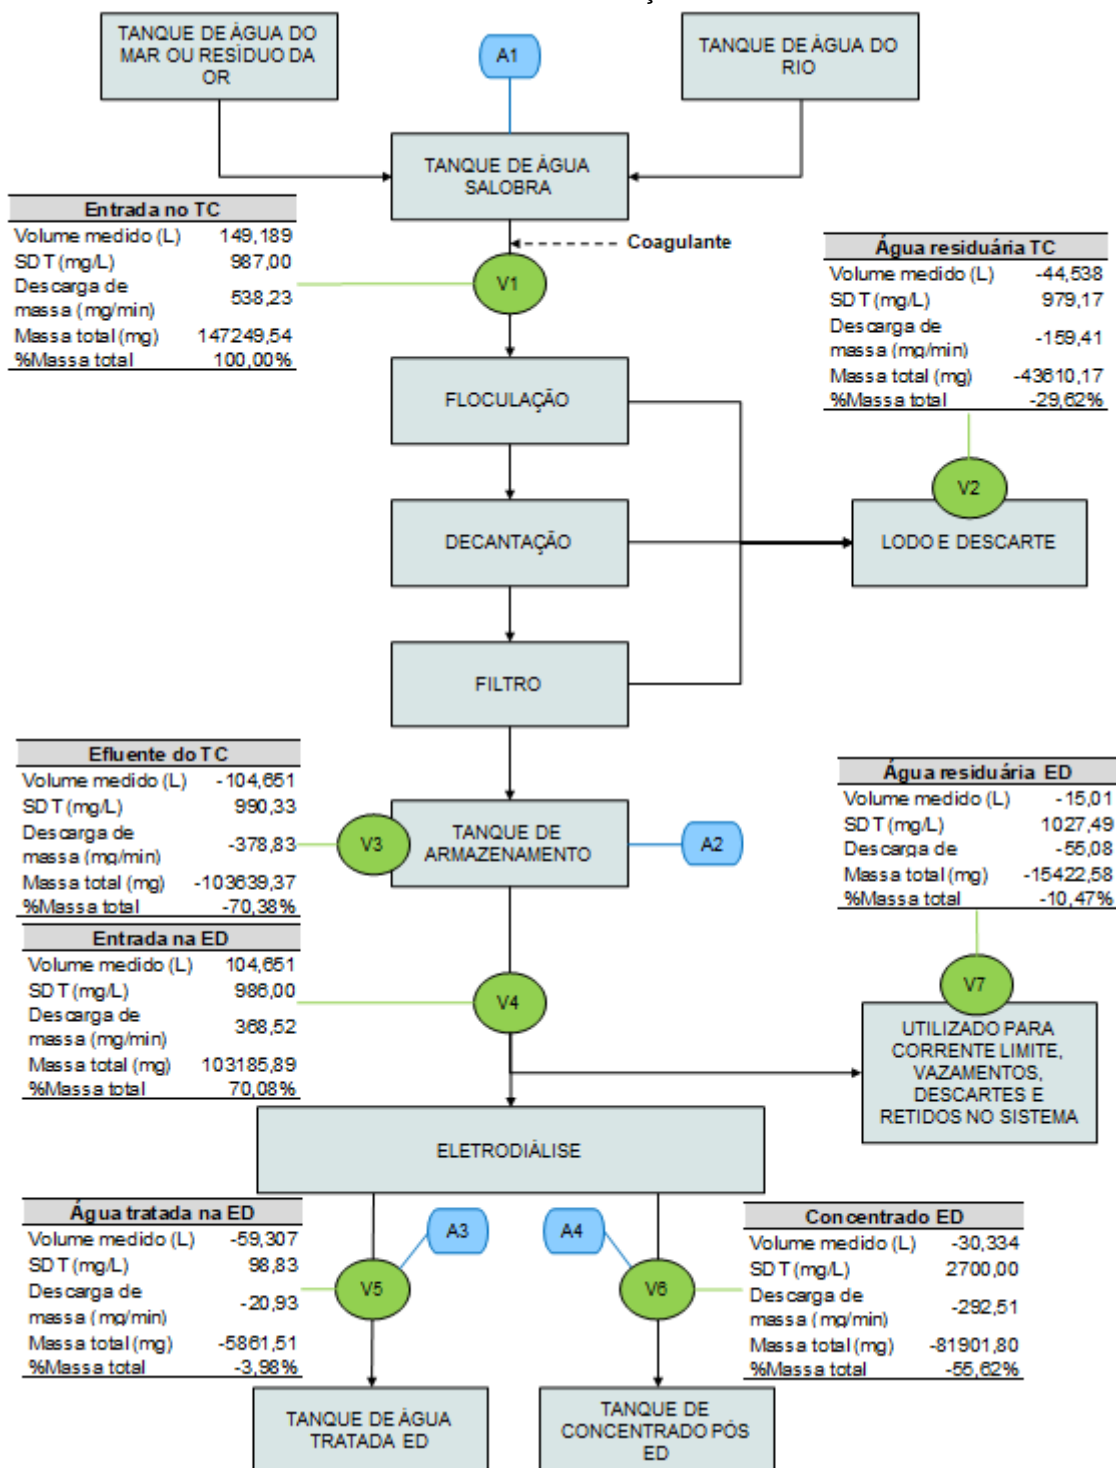 TANQUE DE ÁGUA DO
MAR OU RESÍDUO DA
OR
A1
TANQUE DE ÁGUA DO
RIO
TANQUE DE ÁGUA
SALOBRA
Entrada no TC
Volume medido (L) 149,189
SDT (mg/L) 987,00
Descarga de
massa (mg/min) 538,23
Massa total (mg) 147249,54
%Massa total 100,00%
Coagulante
V1
Água residuária TC
Volume medido (L) -44,538
SDT (mg/L) 979,17
Descarga de
massa (mg/min) -159,41
Massa total (mg) -43610,17
%Massa total -29,62%
FLOCULAÇÃO
V2
DECANTAÇÃO
LODO E DESCARTE
FILTRO
Efluente do TC
Volume medido (L) -104,651
SDT (mg/L) 990,33
Descarga de
massa (mg/min) -378,83
Massa total (mg) -103639,37
%Massa total -70,38%
V3
TANQUE DE
ARMAZENAMENTO
A2
Água residuária ED
Volume medido (L) -15,01
SDT (mg/L) 1027,49
Descarga de -55,08
Massa total (mg) -15422,58
%Massa total -10,47%
Entrada na ED
Volume medido (L) 104,651
SDT (mg/L) 986,00
Descarga de
massa (mg/min) 368,52
Massa total (mg) 103185,89
%Massa total 70,08%
V4
V7
UTILIZADO PARA
CORRENTE LIMITE,
VAZAMENTOS,
DESCARTES E
RETIDOS NO SISTEMA
ELETRODIÁLISE
Água tratada na ED
Volume medido (L) -59,307
SDT (mg/L) 98,83
Descarga de
massa (mg/min) -20,93
Massa total (mg) -5861,51
%Massa total -3,98%
A3
V5
A4
V6
Concentrado ED
Volume medido (L) -30,334
SDT (mg/L) 2700,00
Descarga de
massa (mg/min) -292,51
Massa total (mg) -81901,80
%Massa total -55,62%
TANQUE DE ÁGUA
TRATADA ED
TANQUE DE
CONCENTRADO PÓS
ED